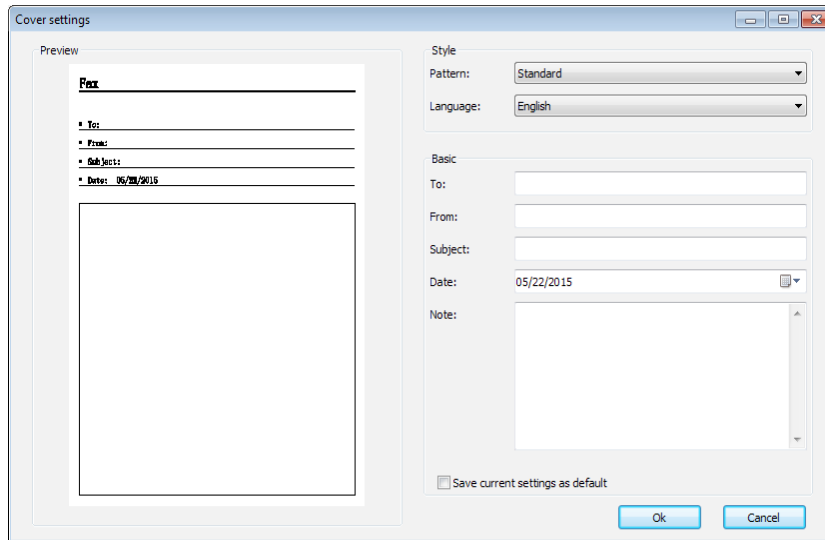 Cover settings
Preview
Fax
To:
From:
Subject:
Date: 05/22/2015
Style
Pattern: Standard
Language: English
Basic
To:
From:
Subject:
Date: 05/22/2015
Note:
Save current settings as default
Ok Cancel